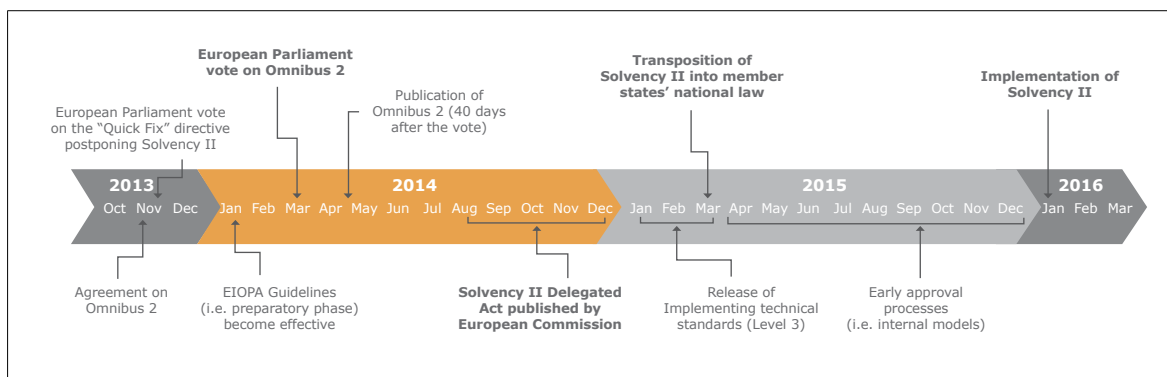 European Parliament
vote on Omnibus 2
Transposition of
Solvency II into member
states’ national law
Implementation of
Solvency II
European Parliament vote
on the “Quick Fix” directive
postponing Solvency II
Publication of
Omnibus 2 (40 days
after the vote)
2013
2014
2015
2016
Oct Nov Dec
Jan Feb Mar Apr May Jun Jul Aug Sep Oct Nov Dec
Jan Feb Mar Apr May Jun Jul Aug Sep Oct Nov Dec
Jan Feb Mar
Agreement on
Omnibus 2
EIOPA Guidelines
(i.e. preparatory phase)
become effective
Solvency II Delegated
Act published by
European Commission
Release of
Implementing technical
standards (Level 3)
Early approval
processes
(i.e. internal models)